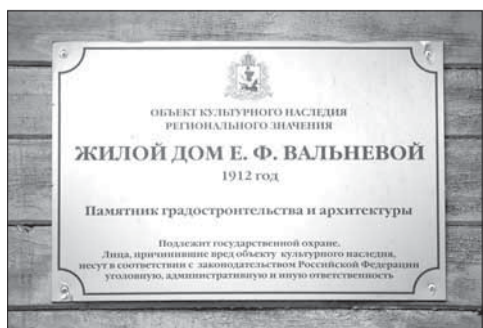 ОБЪЕКТ КУЛЬТУРНОГО НАСЛЕДИЯ
РЕГИОНАЛЬНОГО ЗНАЧЕНИЯ
ЖИЛОЙ ДОМ Е. Ф. ВАЛЬНЕВОЙ
1912 год
Памятник градостроительства и архитектуры
Подлежит государственной охране.
Лица, причинившие вред объекту культурного наследия,
несут в соответствии с законодательством Российской Федерации
уголовную, административную и иную ответственность